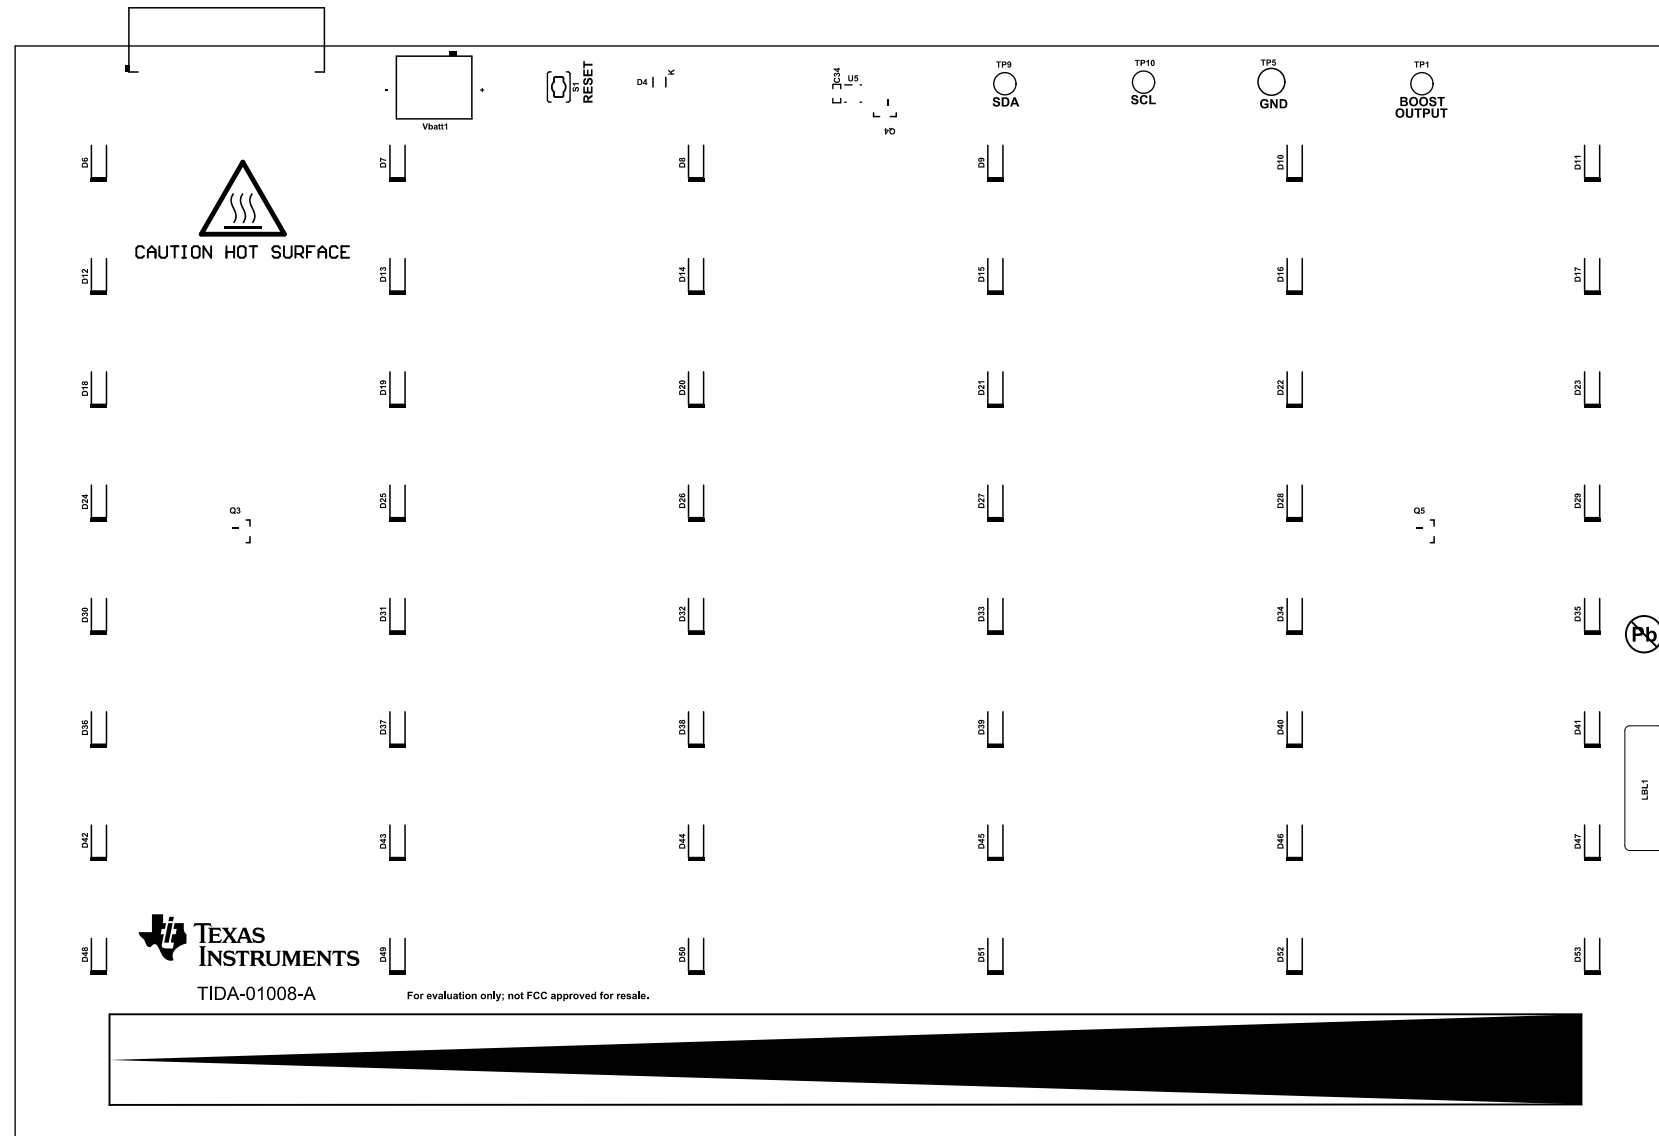 TP9
TP10
TP5
TP1
SDA
SCL
GND
BOOST
OUTPUT
- Vbatt1 +
S1
RESET
D4
K
C34
U5
Q4
D6 D7 D8 D9 D10 D11
CAUTION HOT SURFACE
D12 D13 D14 D15 D16 D17
D18 D19 D20 D21 D22 D23
D24 D25 D26 D27 D28 D29
Q3
Q5
D30 D31 D32 D33 D34 D35
Pb
D36 D37 D38 D39 D40 D41
LBL1
D42 D43 D44 D45 D46 D47
D48 D49 D50 D51 D52 D53
ti
TEXAS
INSTRUMENTS
TIDA-01008-A
For evaluation only; not FCC approved for resale.